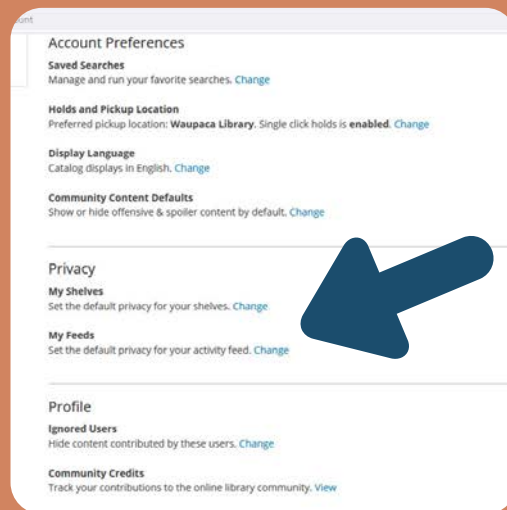 Account Preferences
Saved Searches
Manage and run your favorite searches. Change
Holds and Pickup Location
Preferred pickup location: Waupaca Library. Single click holds is enabled. Change
Display Language
Catalog displays in English. Change
Community Content Defaults
Show or hide offensive & spoiler content by default. Change
Privacy
My Shelves
Set the default privacy for your shelves. Change
My Feeds
Set the default privacy for your activity feed. Change
Profile
Ignored Users
Hide content contributed by these users. Change
Community Credits
Track your contributions to the online library community. View